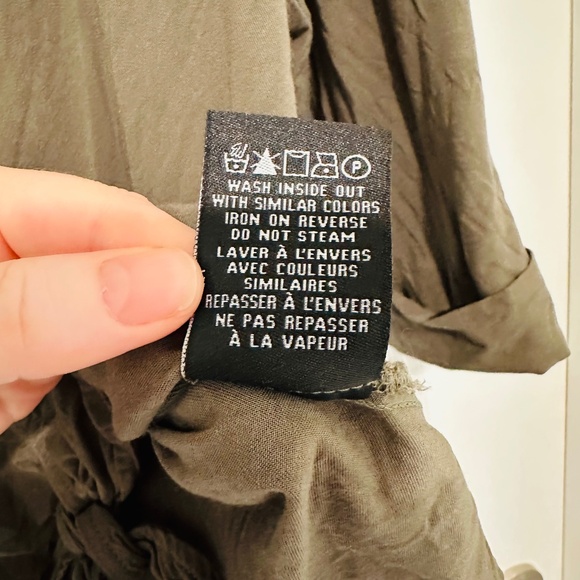 P
WASH INSIDE OUT
WITH SIMILAR COLORS
IRON ON REVERSE
DO NOT STEAM
LAVER À L'ENVERS
AVEC COULEURS
SIMILAIRES
REPASSER À L'ENVERS
NE PAS REPASSER
À LA VAPEUR